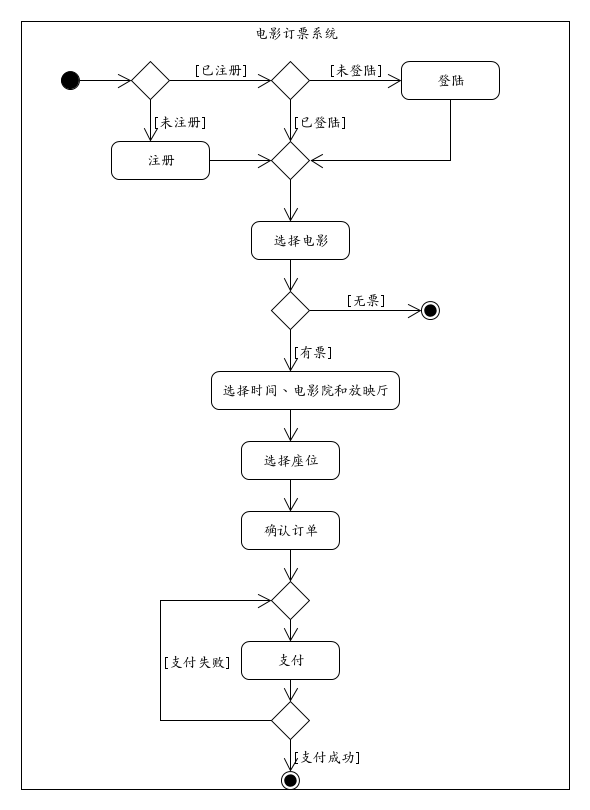 电影订票系统
[已注册]
[未登陆]
登陆
[未注册]
[已登陆]
注册
选择电影
[无票]
[有票]
选择时间、电影院和放映厅
选择座位
确认订单
支付
[支付失败]
[支付成功]